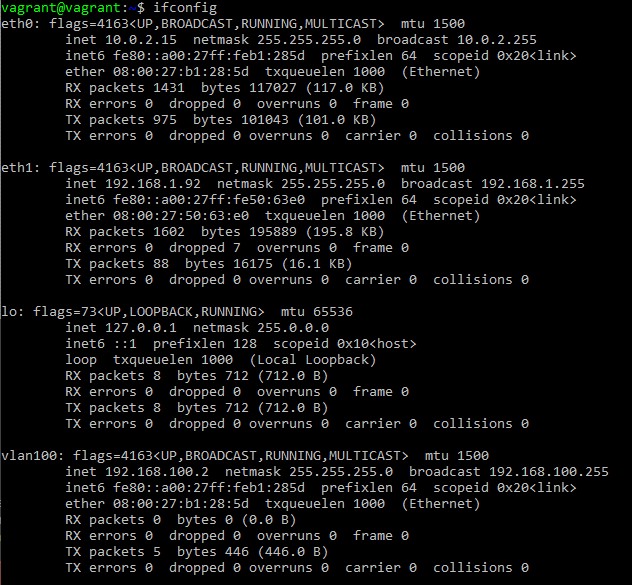 vagrant@vagrant:~$ ifconfig
eth0: flags=4163<UP,BROADCAST,RUNNING,MULTICAST>  mtu 1500
        inet 10.0.2.15  netmask 255.255.255.0  broadcast 10.0.2.255
        inet6 fe80::a00:27ff:feb1:285d  prefixlen 64  scopeid 0x20<link>
        ether 08:00:27:b1:28:5d  txqueuelen 1000  (Ethernet)
        RX packets 1431  bytes 117027 (117.0 KB)
        RX errors 0  dropped 0  overruns 0  frame 0
        TX packets 975  bytes 101043 (101.0 KB)
        TX errors 0  dropped 0 overruns 0  carrier 0  collisions 0

eth1: flags=4163<UP,BROADCAST,RUNNING,MULTICAST>  mtu 1500
        inet 192.168.1.92  netmask 255.255.255.0  broadcast 192.168.1.255
        inet6 fe80::a00:27ff:fe50:63e0  prefixlen 64  scopeid 0x20<link>
        ether 08:00:27:50:63:e0  txqueuelen 1000  (Ethernet)
        RX packets 1602  bytes 195889 (195.8 KB)
        RX errors 0  dropped 7  overruns 0  frame 0
        TX packets 88  bytes 16175 (16.1 KB)
        TX errors 0  dropped 0 overruns 0  carrier 0  collisions 0

lo: flags=73<UP,LOOPBACK,RUNNING>  mtu 65536
        inet 127.0.0.1  netmask 255.0.0.0
        inet6 ::1  prefixlen 128  scopeid 0x10<host>
        loop  txqueuelen 1000  (Local Loopback)
        RX packets 8  bytes 712 (712.0 B)
        RX errors 0  dropped 0  overruns 0  frame 0
        TX packets 8  bytes 712 (712.0 B)
        TX errors 0  dropped 0 overruns 0  carrier 0  collisions 0

vlan100: flags=4163<UP,BROADCAST,RUNNING,MULTICAST>  mtu 1500
        inet 192.168.100.2  netmask 255.255.255.0  broadcast 192.168.100.255
        inet6 fe80::a00:27ff:feb1:285d  prefixlen 64  scopeid 0x20<link>
        ether 08:00:27:b1:28:5d  txqueuelen 1000  (Ethernet)
        RX packets 0  bytes 0 (0.0 B)
        RX errors 0  dropped 0  overruns 0  frame 0
        TX packets 5  bytes 446 (446.0 B)
        TX errors 0  dropped 0 overruns 0  carrier 0  collisions 0